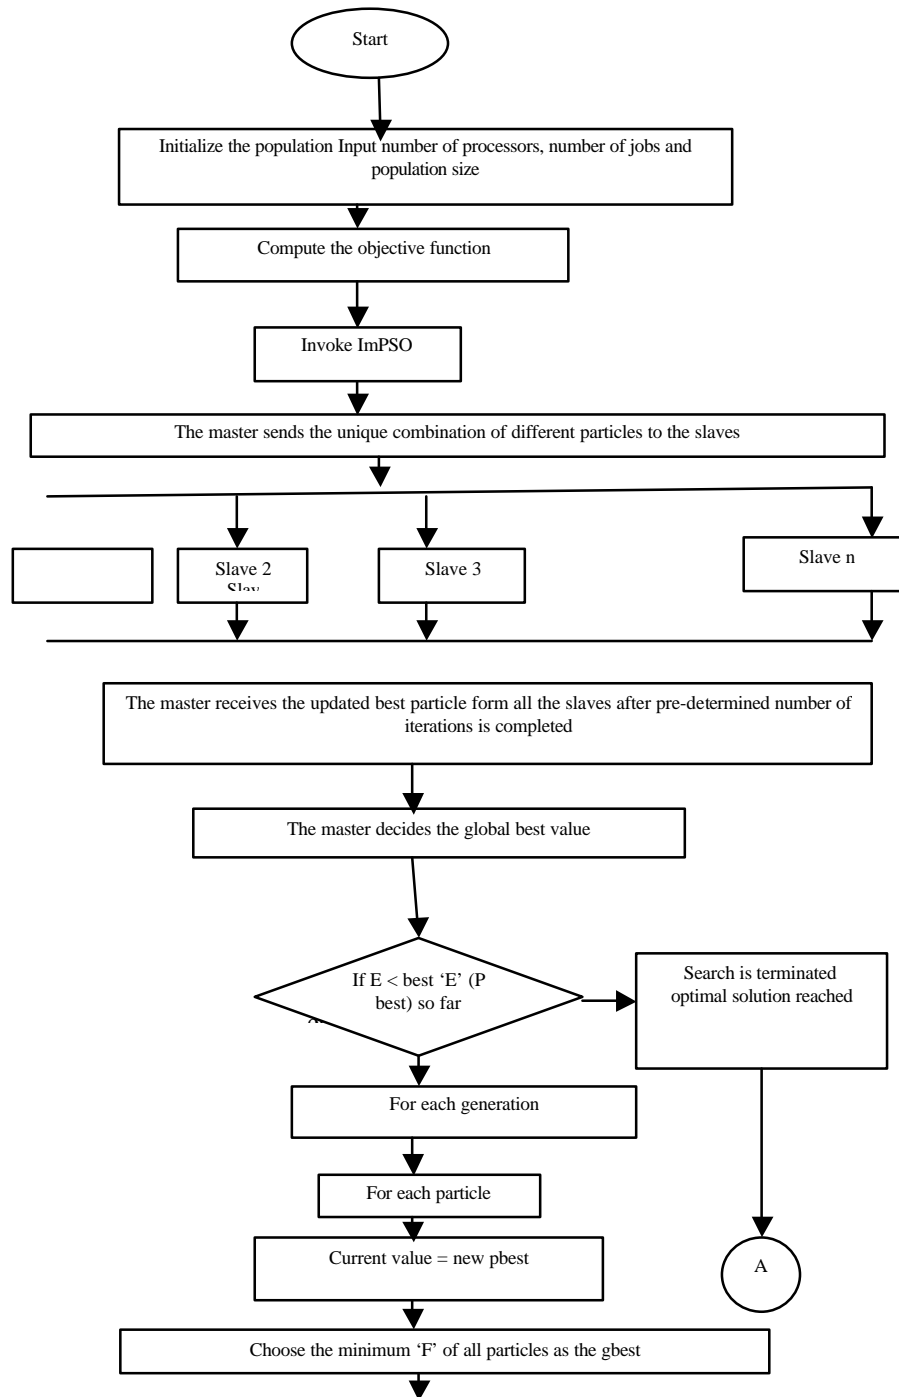 Start
Initialize the population Input number of processors, number of jobs and
population size
Compute the objective function
Invoke ImPSO
The master sends the unique combination of different particles to the slaves
Slave 2
Slave 3
Slave n
The master receives the updated best particle form all the slaves after pre-determined number of
iterations is completed
The master decides the global best value
If E < best ‘E’ (P
best) so far
Search is terminated
optimal solution reached
For each generation
For each particle
Current value = new pbest
A
Choose the minimum ‘F’ of all particles as the gbest